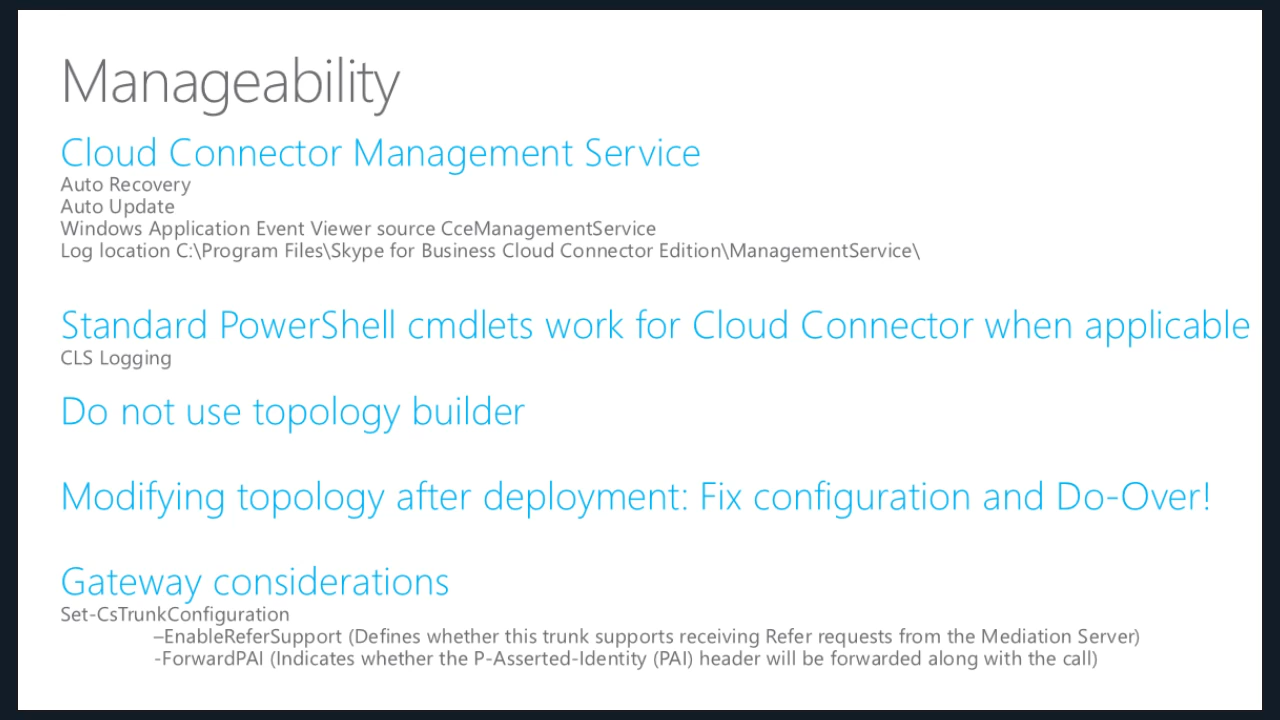 Manageability
Cloud Connector Management Service
Auto Recovery
Auto Update
Windows Application Event Viewer source CceManagementService
Log location C:\Program Files\Skype for Business Cloud Connector Edition\ManagementService\
Standard PowerShell cmdlets work for Cloud Connector when applicable
CLS Logging
Do not use topology builder
Modifying topology after deployment: Fix configuration and Do-Over!
Gateway considerations
Set-CsTrunkConfiguration
–EnableReferSupport (Defines whether this trunk supports receiving Refer requests from the Mediation Server)
-ForwardPAI (Indicates whether the P-Asserted-Identity (PAI) header will be forwarded along with the call)